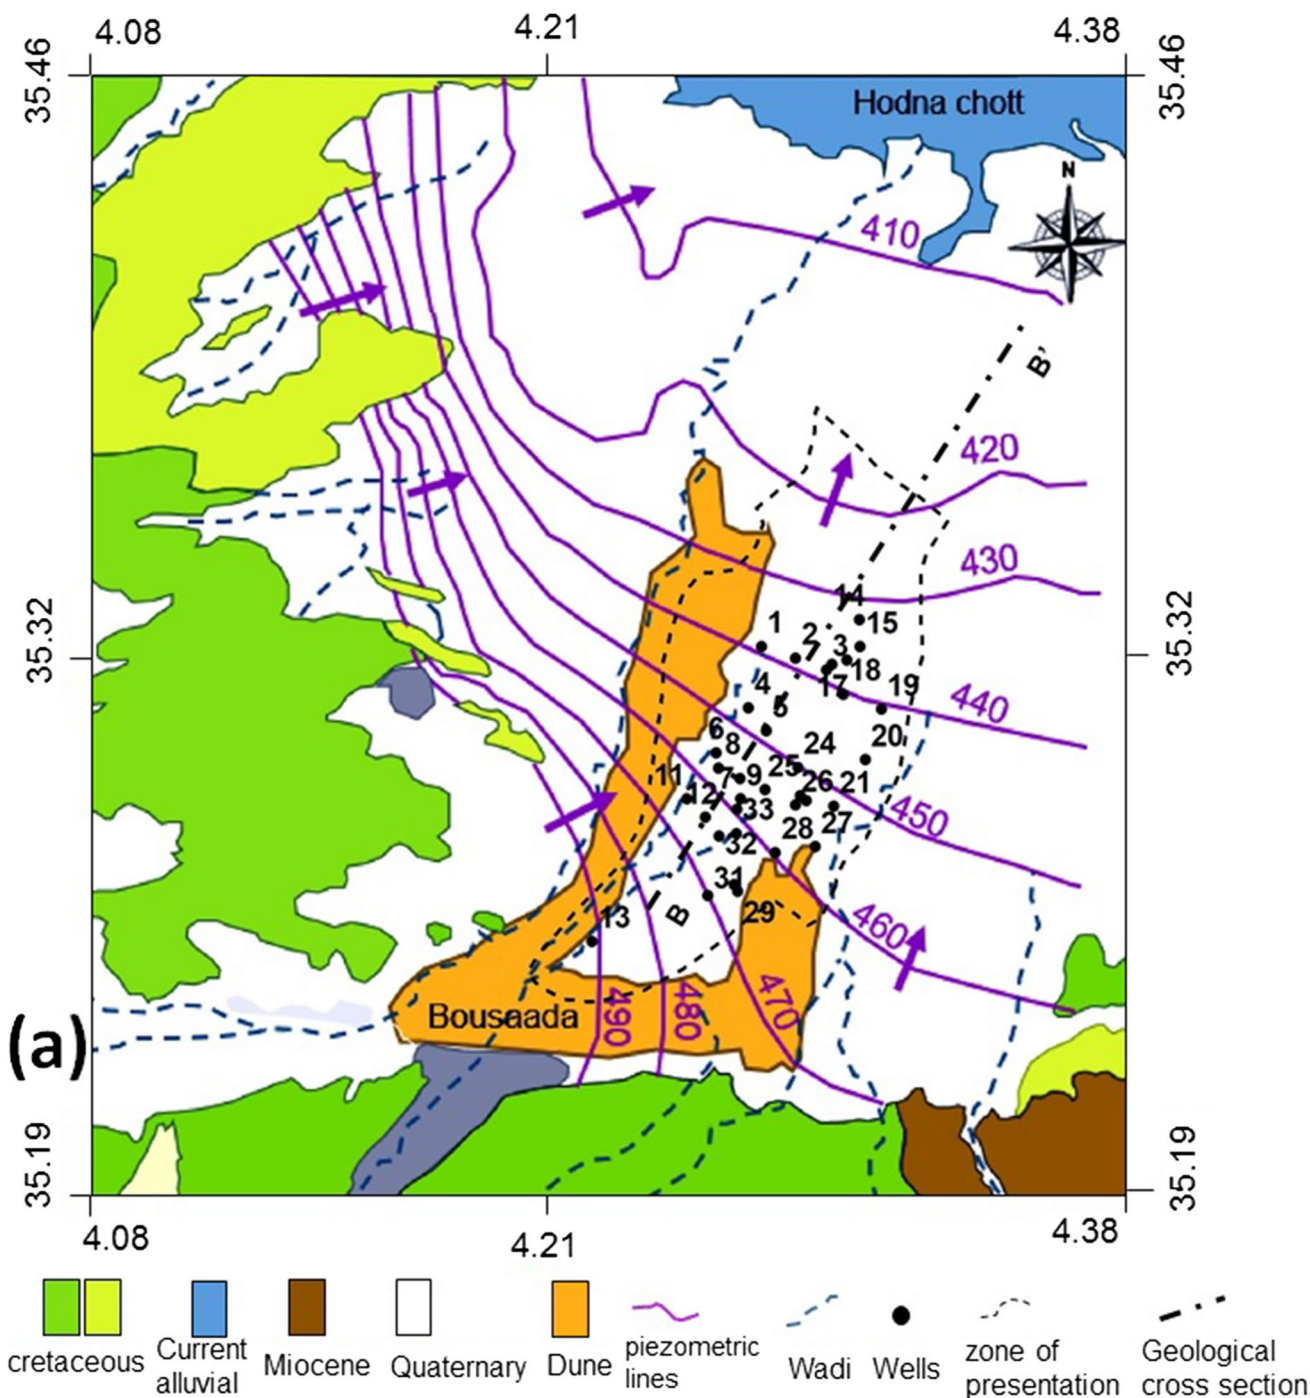 4.08
4.21
4.38
35.46
35.46
Hodna chott
N
410
B'
420
430
14
15
1
2
3
18
17
19
4
5
440
35.32
35.32
6
8
24
20
11
7
9
25
26
21
12
33
450
27
28
32
31
29
460
13
B
490
480
470
Bousaada
(a)
35.19
35.19
4.08
4.21
4.38
cretaceous
Current
alluvial
Miocene
Quaternary
Dune
piezometric
lines
Wadi
Wells
zone of
presentation
Geological
cross section